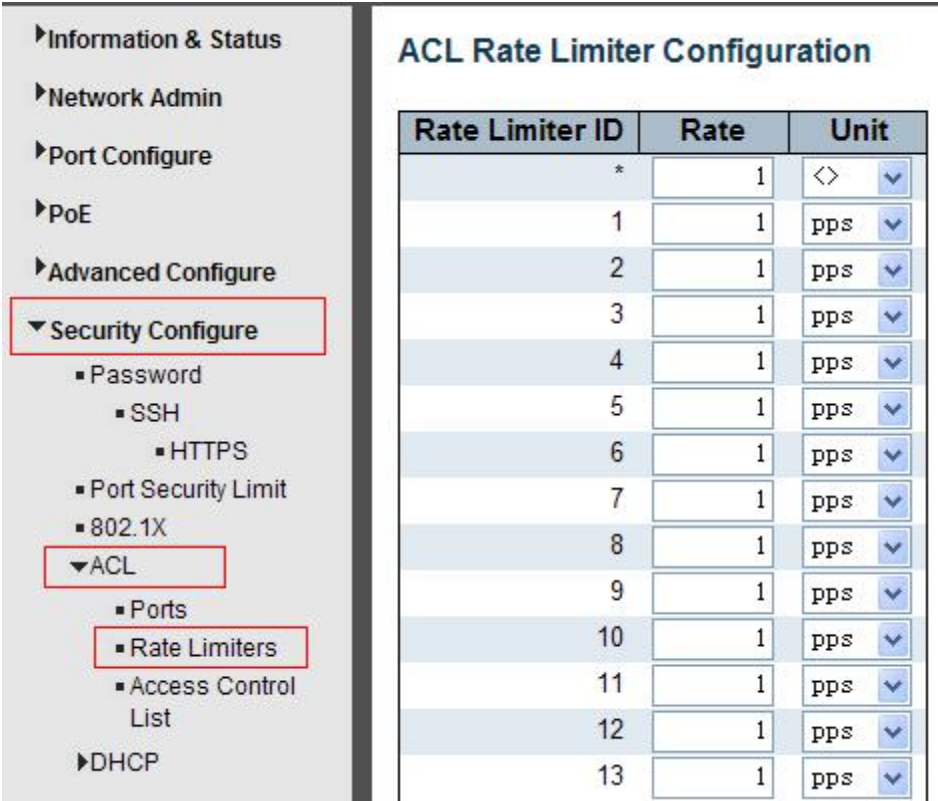 Information & Status
Network Admin
Port Configure
PoE
Advanced Configure
Security Configure
Password
SSH
HTTPS
Port Security Limit
802.1X
ACL
Ports
Rate Limiters
Access Control
List
DHCP
ACL Rate Limiter Configuration
Rate Limiter ID Rate Unit
* 1 <>
1 1 pps
2 1 pps
3 1 pps
4 1 pps
5 1 pps
6 1 pps
7 1 pps
8 1 pps
9 1 pps
10 1 pps
11 1 pps
12 1 pps
13 1 pps